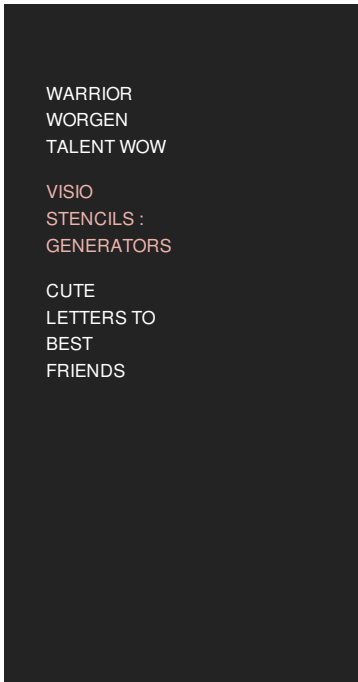 WARRIOR
WORGEN
TALENT WOW
VISIO
STENCILS :
GENERATORS
CUTE
LETTERS TO
BEST
FRIENDS